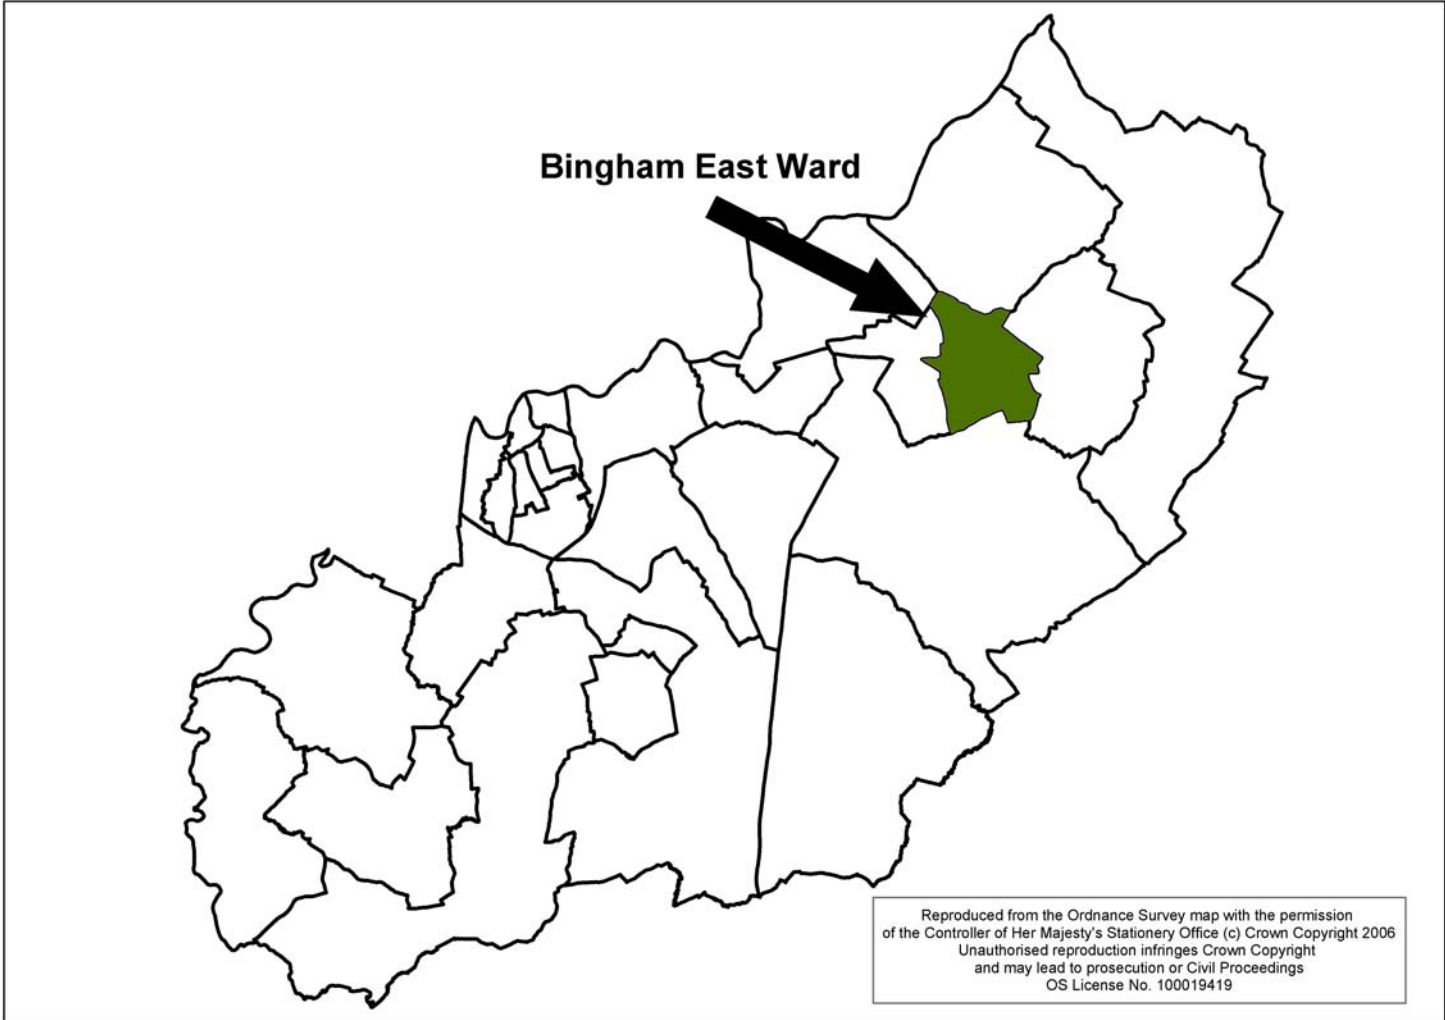 Bingham East Ward
Reproduced from the Ordnance Survey map with the permission
of the Controller of Her Majesty's Stationery Office (c) Crown Copyright 2006
Unauthorised reproduction infringes Crown Copyright
and may lead to prosecution or Civil Proceedings
OS License No. 100019419